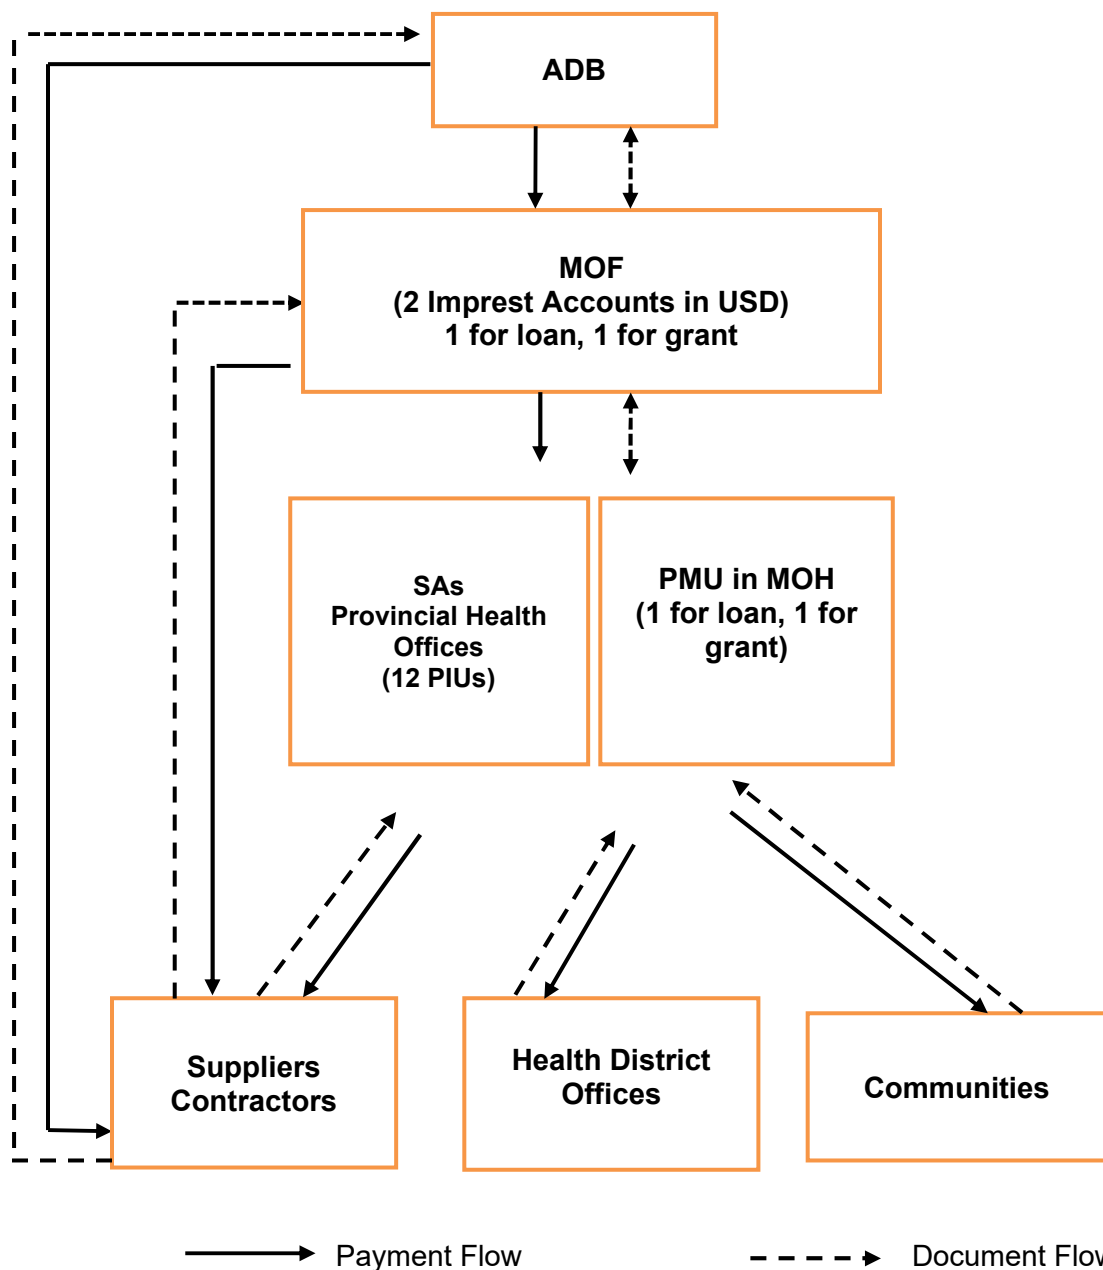 ADB
MOF
(2 Imprest Accounts in USD)
1 for loan, 1 for grant
SAs
Provincial Health
Offices
(12 PIUs)
PMU in MOH
(1 for loan, 1 for
grant)
Suppliers
Contractors
Health District
Offices
Communities
Payment Flow
Document Flow